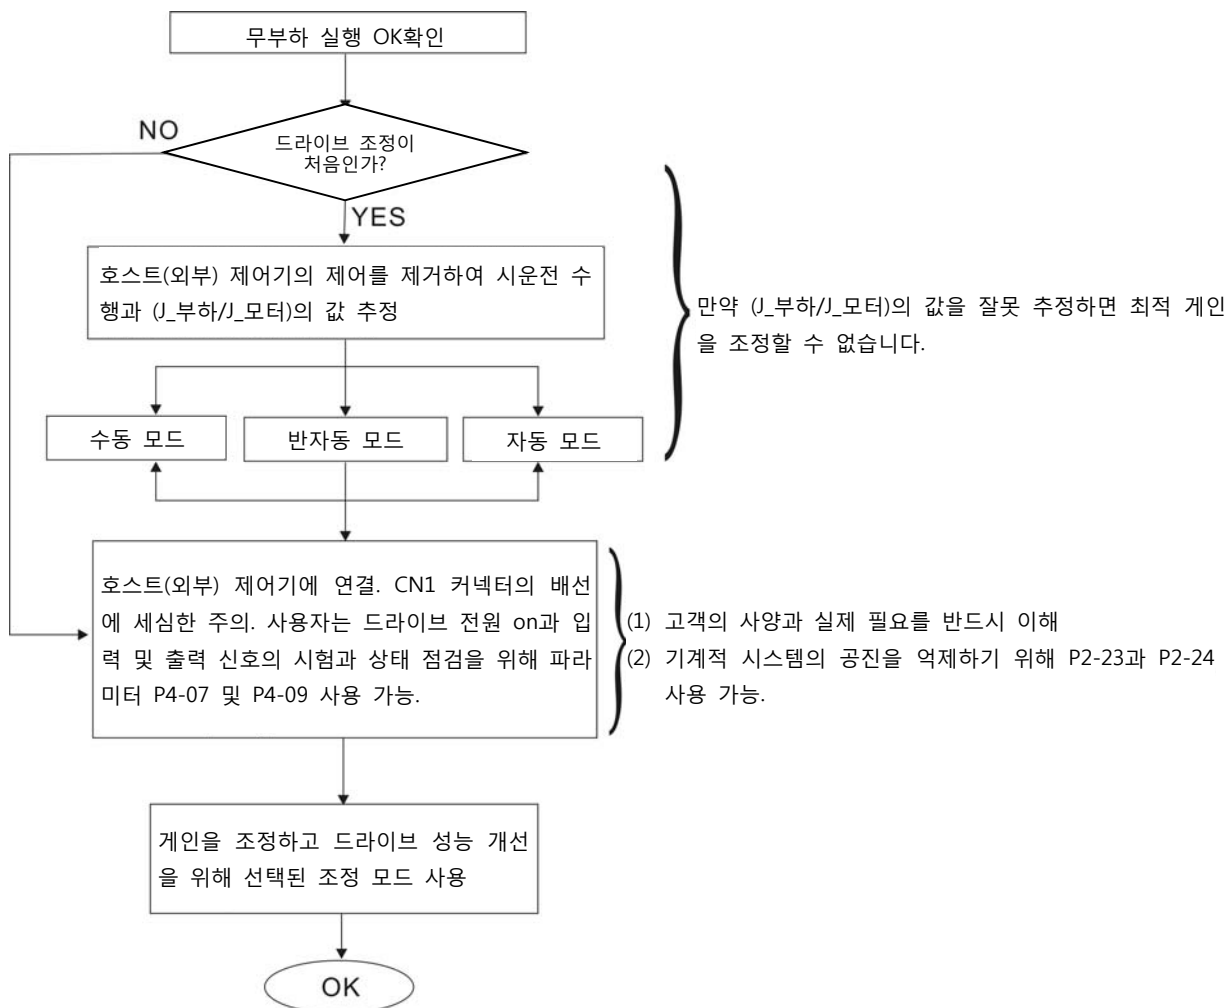 무부하 실행 OK확인
NO
드라이브 조정이
처음인가?
YES
호스트(외부) 제어기의 제어를 제거하여 시운전 수
행과 (J_부하/J_모터)의 값 추정
만약 (J_부하/J_모터)의 값을 잘못 추정하면 최적 게인
을 조정할 수 없습니다.
수동 모드
반자동 모드
자동 모드
호스트(외부) 제어기에 연결. CN1 커넥터의 배선
에 세심한 주의. 사용자는 드라이브 전원 on과 입
력 및 출력 신호의 시험과 상태 점검을 위해 파라
미터 P4-07 및 P4-09 사용 가능.
(1) 고객의 사양과 실제 필요를 반드시 이해
(2) 기계적 시스템의 공진을 억제하기 위해 P2-23과 P2-24
사용 가능.
게인을 조정하고 드라이브 성능 개선
을 위해 선택된 조정 모드 사용
OK